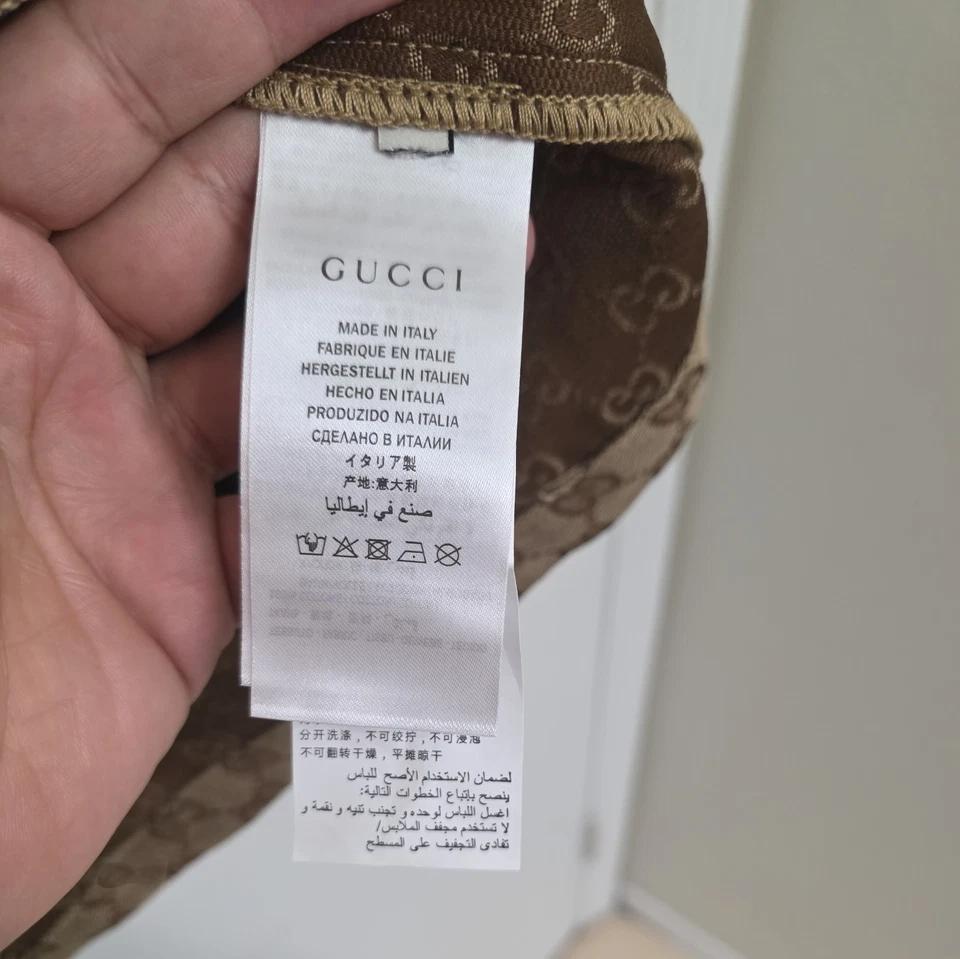 GUCCI
MADE IN ITALY
FABRIQUE EN ITALIE
HERGESTELLT IN ITALIEN
HECHO EN ITALIA
PRODUZIDO NA ITALIA
СДЕЛАНО В ИТАЛИИ
イタリア製
产地:意大利
صنع في إيطاليا
分开洗涤，不可绞拧，不可浸泡
不可翻转干燥，平摊晾干
لضمان الاستخدام الأصح للباس
ينصح بإتباع الخطوات التالية:
اغسل اللباس لوحده و تجنب تنيه و نقمة و
لا تستخدم مجفف الملابس/
تفادى التجفيف على المسطح